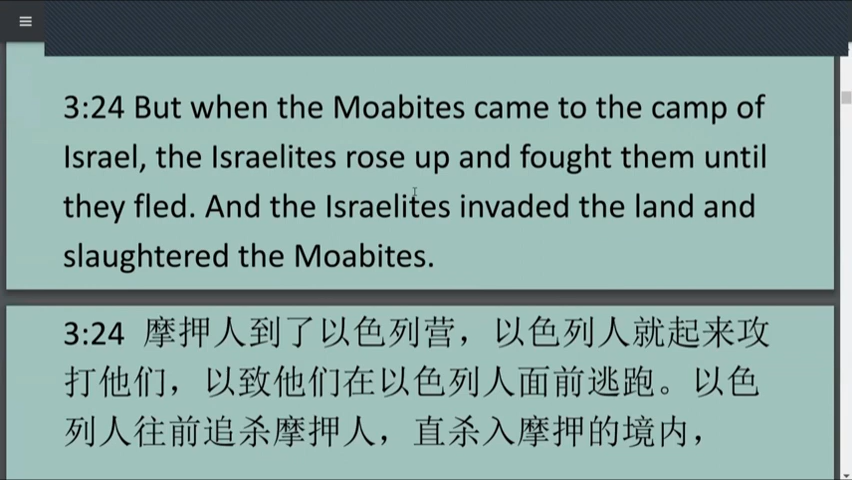 3:24 But when the Moabites came to the camp of
Israel, the Israelites rose up and fought them until
they fled. And the Israelites invaded the land and
slaughtered the Moabites.
3:24 摩押人到了以色列营，以色列人就起来攻
打他们，以致他们在以色列人面前逃跑。以色
列人往前追杀摩押人，直杀入摩押的境内，